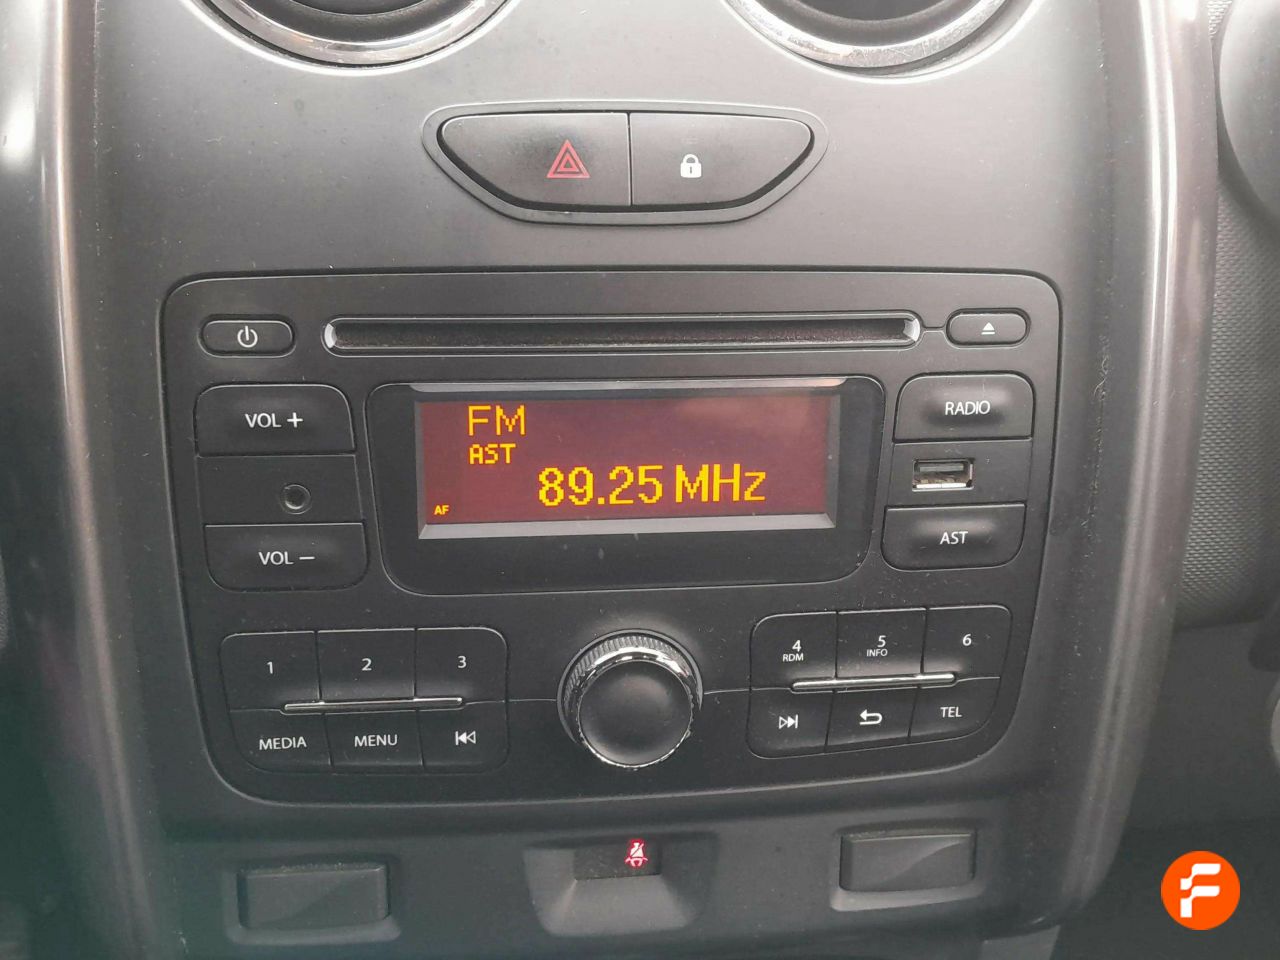 VOL +
RADIO
FM
AST
89.25 MHz
AF
VOL −
AST
1
2
3
4
RDM
5
INFO
6
MEDIA
MENU
TEL
F